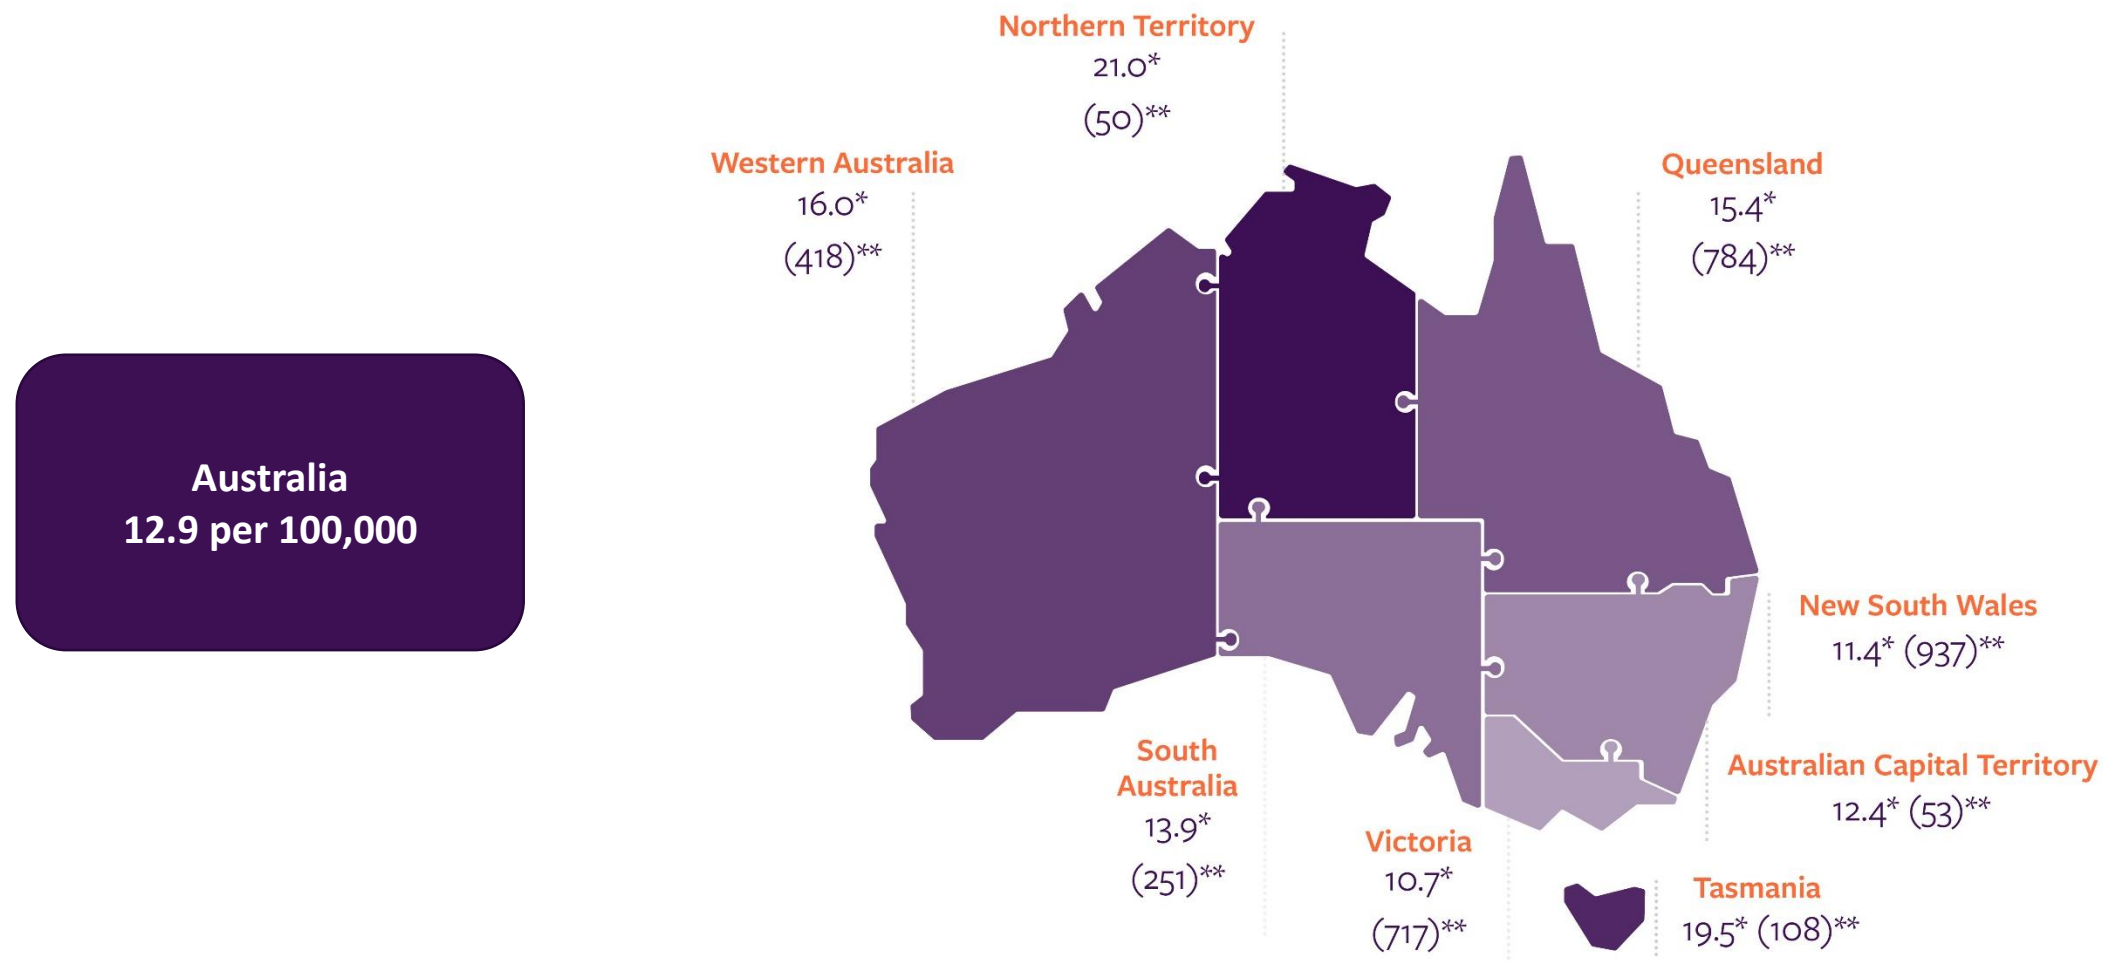 Northern Territory
21.0*
(50)**
Western Australia
16.0*
(418)**
Queensland
15.4*
(784)**
Australia
12.9 per 100,000
New South Wales
11.4* (937)**
South
Australia
13.9*
(251)**
Australian Capital Territory
12.4* (53)**
Victoria
10.7*
(717)**
Tasmania
19.5* (108)**